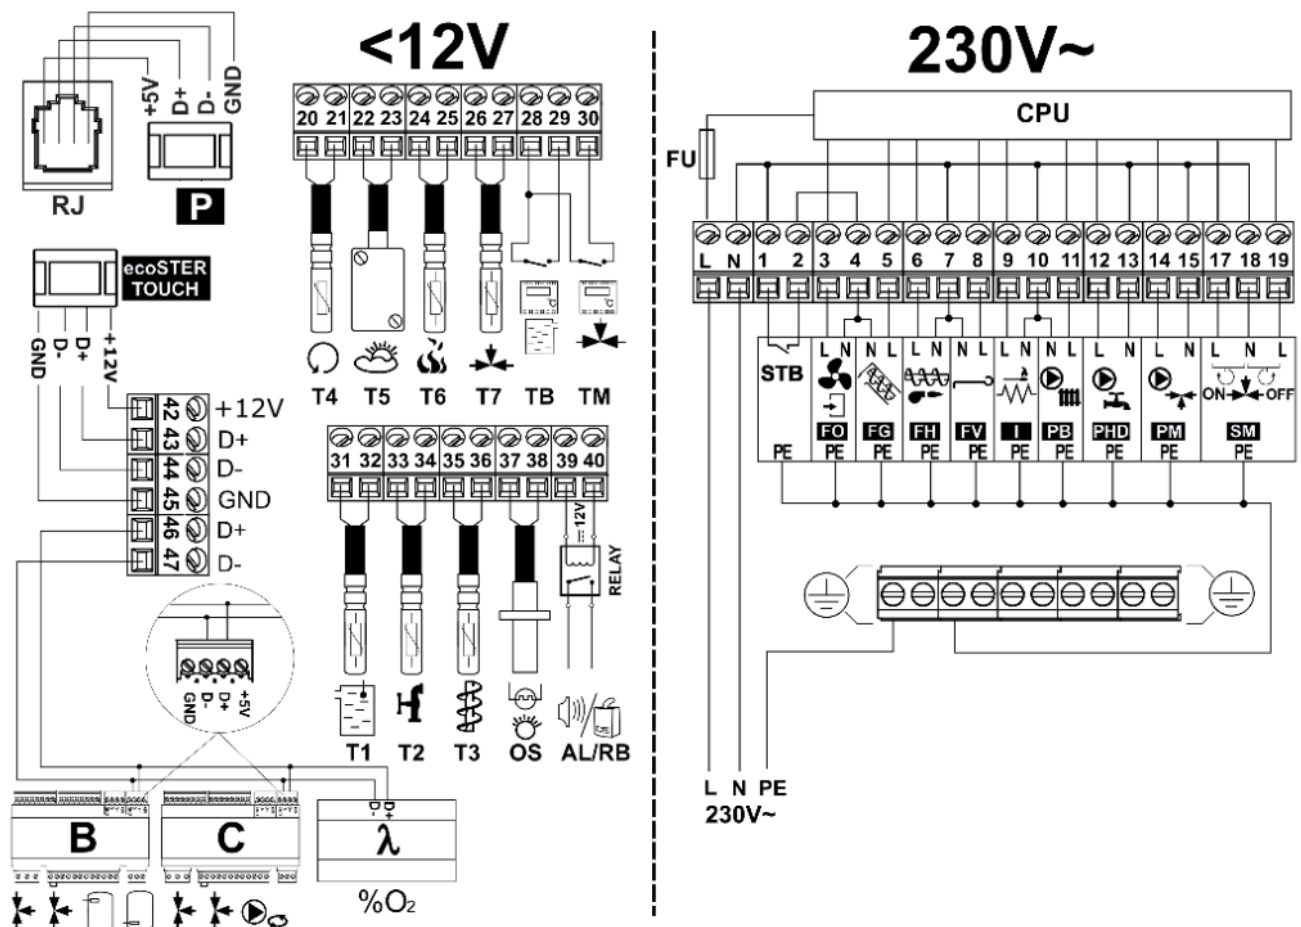 <12V
230V~
+5V
D+
D-
GND
RJ
P
ecoSTER
TOUCH
GND
D-
D+
+12V
42 +12V
43 D+
44 D-
45 GND
46 D+
47 D-
GND
D-
D+
+5V
B
C
D-
D+
λ
%O₂
20 21 22 23 24 25 26 27 28 29 30
T4 T5 T6 T7 TB TM
31 32 33 34 35 36 37 38 39 40
12V
RELAY
T1 T2 T3 OS AL/RB
CPU
FU
L N 1 2 3 4 5 6 7 8 9 10 11 12 13 14 15 17 18 19
L N N L L N N L L N N L L N L N L N L
STB
ON OFF
FO FG FH FV I PB PHD PM SM
PE PE PE PE PE PE PE PE PE PE
L N PE
230V~